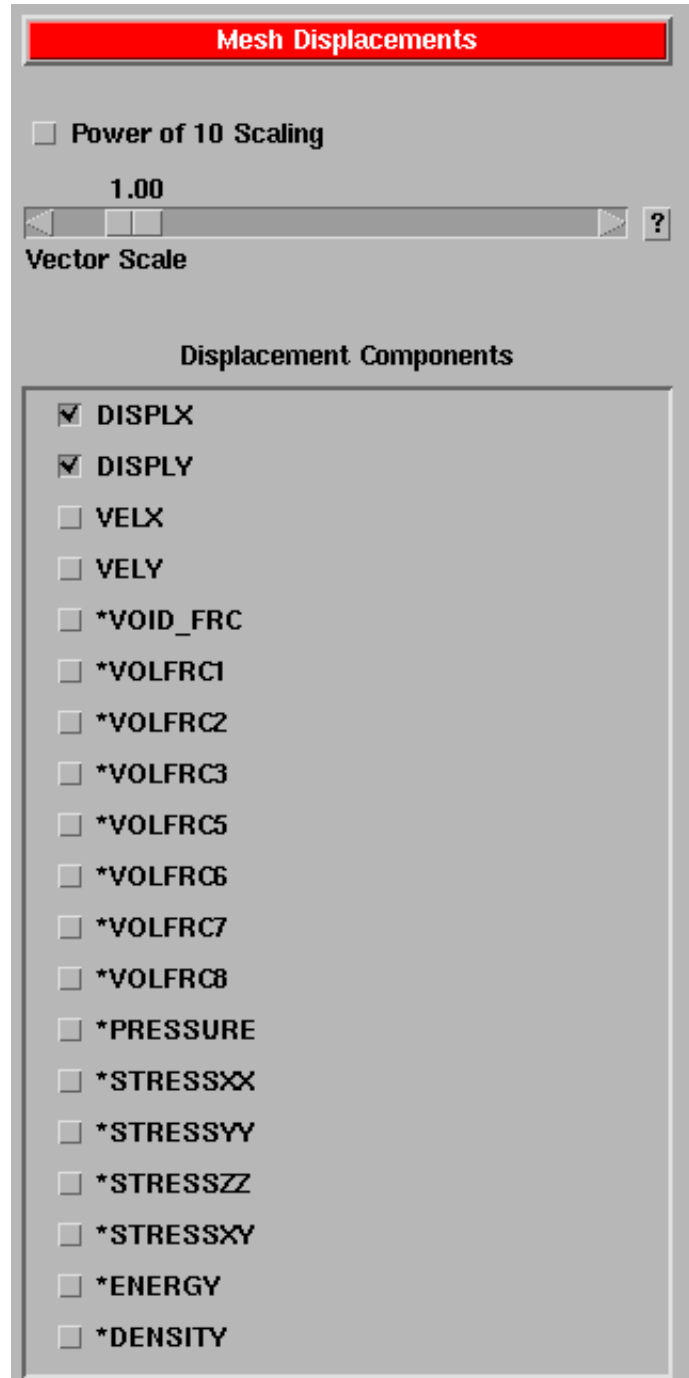 Mesh Displacements
Power of 10 Scaling
1.00
?
Vector Scale
Displacement Components
DISPLX
DISPLY
VELX
VELY
*VOID_FRC
*VOLFRC1
*VOLFRC2
*VOLFRC3
*VOLFRC5
*VOLFRC6
*VOLFRC7
*VOLFRC8
*PRESSURE
*STRESSXX
*STRESSYY
*STRESSZZ
*STRESSXY
*ENERGY
*DENSITY